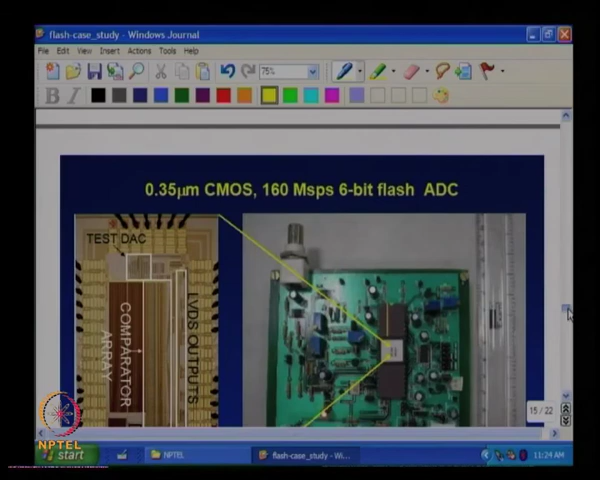 flash-case_study - Windows Journal
File Edit View Insert Actions Tools Help
75%
B I
0.35µm CMOS, 160 Msps 6-bit flash ADC
TEST DAC
COMPARATOR
ARRAY
LVDS OUTPUTS
15 / 22
NPTEL
start
NPTEL
flash-case_study - Wi...
11:24 AM